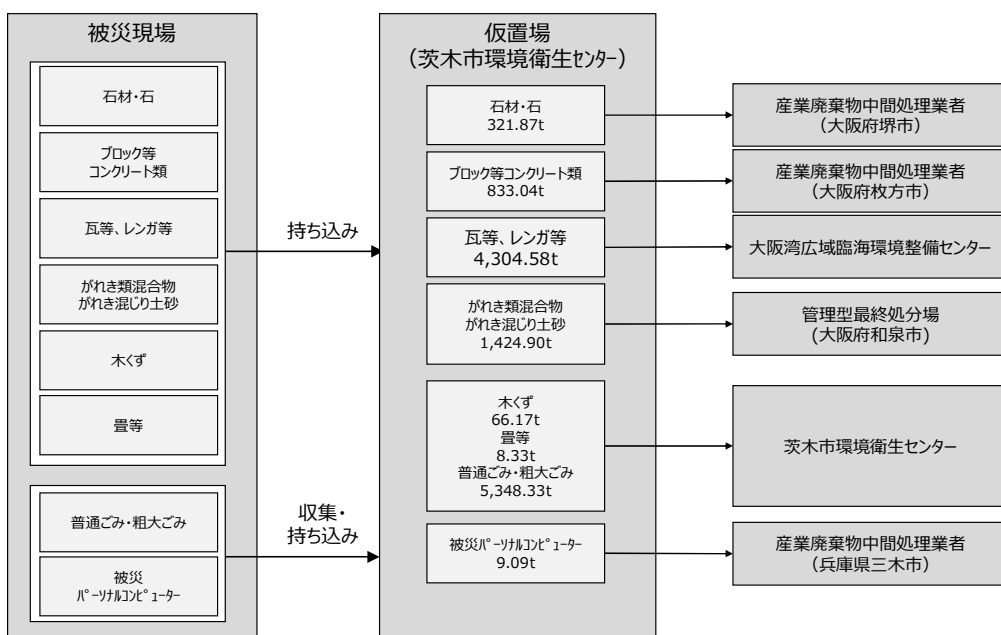 被災現場
石材・石
ブロック等
コンクリート類
瓦等、レンガ等
がれき類混合物
がれき混じり土砂
木くず
畳等
普通ごみ・粗大ごみ
被災
ﾊﾟｰｿﾅﾙｺﾝﾋﾟｭｰﾀｰ
持ち込み
収集・
持ち込み
仮置場
（茨木市環境衛生ｾﾝﾀｰ）
石材・石
321.87t
ブロック等コンクリート類
833.04t
瓦等、レンガ等
4,304.58t
がれき類混合物
がれき混じり土砂
1,424.90t
木くず
66.17t
畳等
8.33t
普通ごみ・粗大ごみ
5,348.33t
被災ﾊﾟｰｿﾅﾙｺﾝﾋﾟｭｰﾀｰ
9.09t
産業廃棄物中間処理業者
（大阪府堺市）
産業廃棄物中間処理業者
（大阪府枚方市）
大阪湾広域臨海環境整備センター
管理型最終処分場
(大阪府和泉市）
茨木市環境衛生センター
産業廃棄物中間処理業者
（兵庫県三木市）